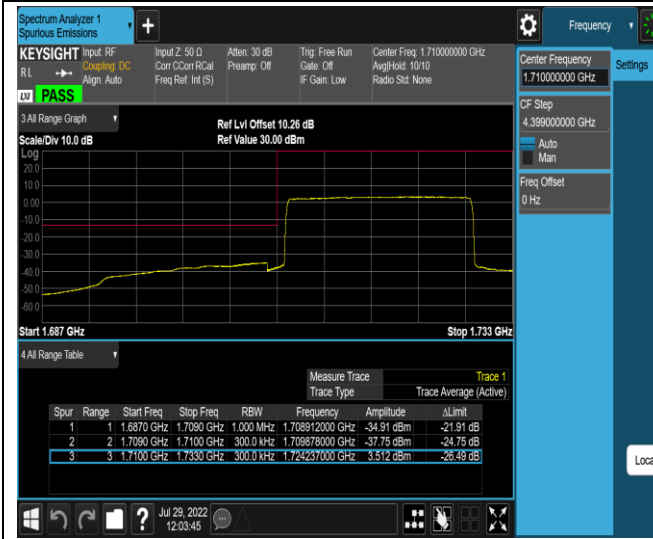 Spectrum Analyzer 1
Spurious Emissions
Frequency
KEYSIGHT
Input: RF
Input Z: 50 Ω
Atten: 30 dB
Trig: Free Run
Center Freq: 1.710000000 GHz
RL
Coupling: DC
Corr CCorr RCal
Preamp: Off
Gate: Off
Avg|Hold: 10/10
Align: Auto
Freq Ref: Int (S)
IF Gain: Low
Radio Std: None
LXI
PASS
Center Frequency
1.710000000 GHz
Settings
CF Step
4.399000000 GHz
Auto
Man
Freq Offset
0 Hz
3 All Range Graph
Ref Lvl Offset 10.26 dB
Scale/Div 10.0 dB
Ref Value 30.00 dBm
Log
20.0
10.0
0.00
-10.0
-20.0
-30.0
-40.0
-50.0
-60.0
Start 1.687 GHz
Stop 1.733 GHz
4 All Range Table
Measure Trace Trace 1
Trace Type Trace Average (Active)
Spur Range Start Freq Stop Freq RBW Frequency Amplitude ΔLimit
1 1 1.6870 GHz 1.7090 GHz 1.000 MHz 1.708912000 GHz -34.91 dBm -21.91 dB
2 2 1.7090 GHz 1.7100 GHz 300.0 kHz 1.709878000 GHz -37.75 dBm -24.75 dB
3 3 1.7100 GHz 1.7330 GHz 300.0 kHz 1.724237000 GHz 3.512 dBm -26.49 dB
Loca
Jul 29, 2022
12:03:45